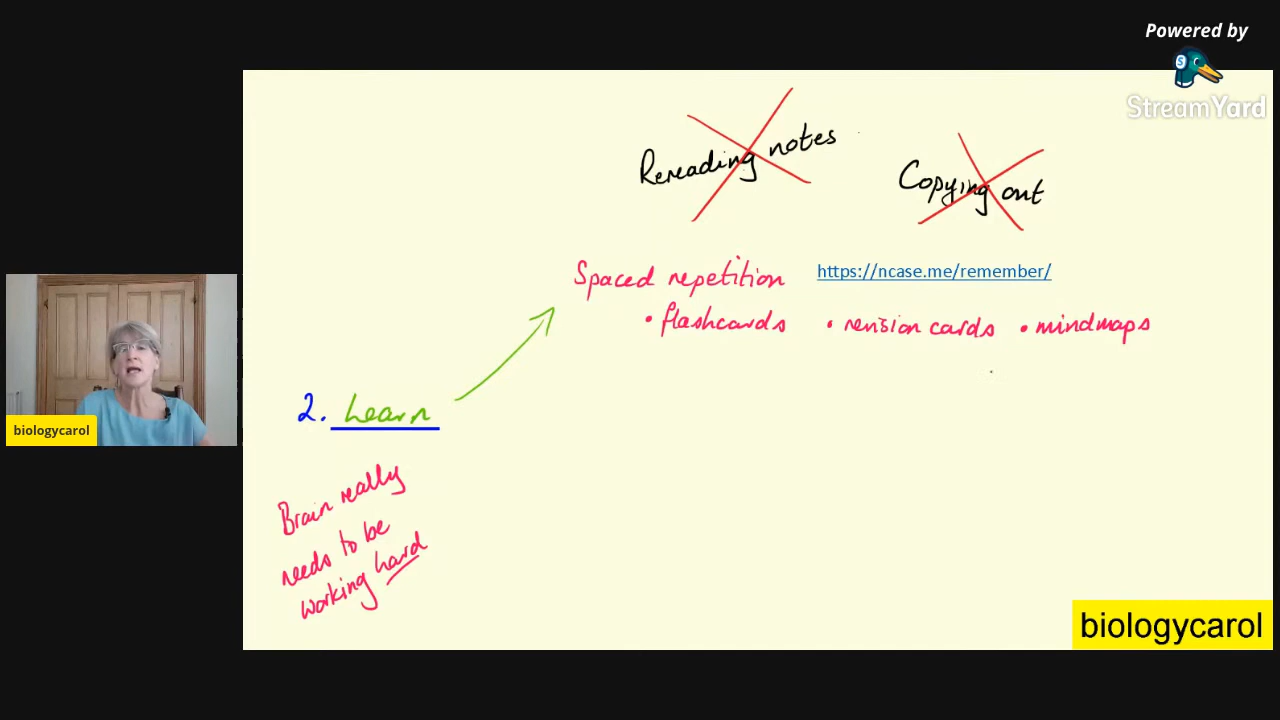 Powered by
StreamYard
Rereading notes
Copying out
Spaced repetition https://ncase.me/remember/
• flashcards • revision cards • mindmaps
2. Learn
Brain really
needs to be
working hard
biologycarol
biologycarol